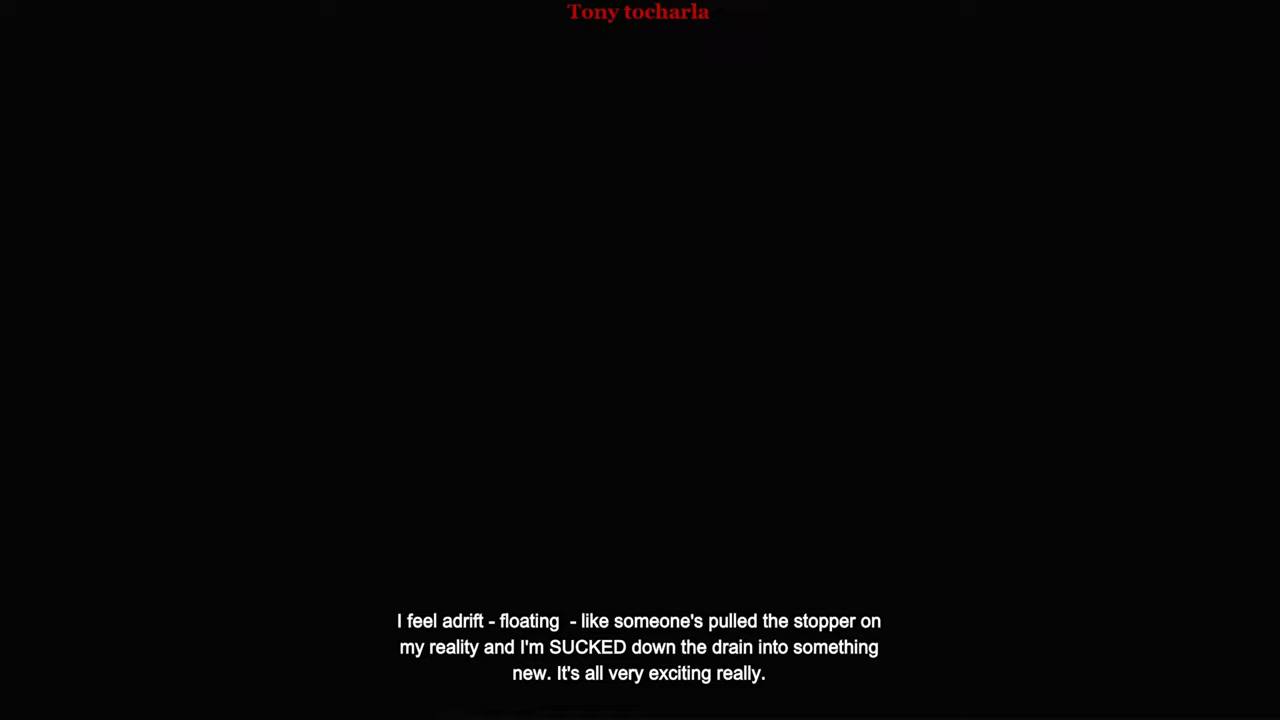 Tony tocharla
I feel adrift - floating  - like someone's pulled the stopper on
my reality and I'm SUCKED down the drain into something
new. It's all very exciting really.